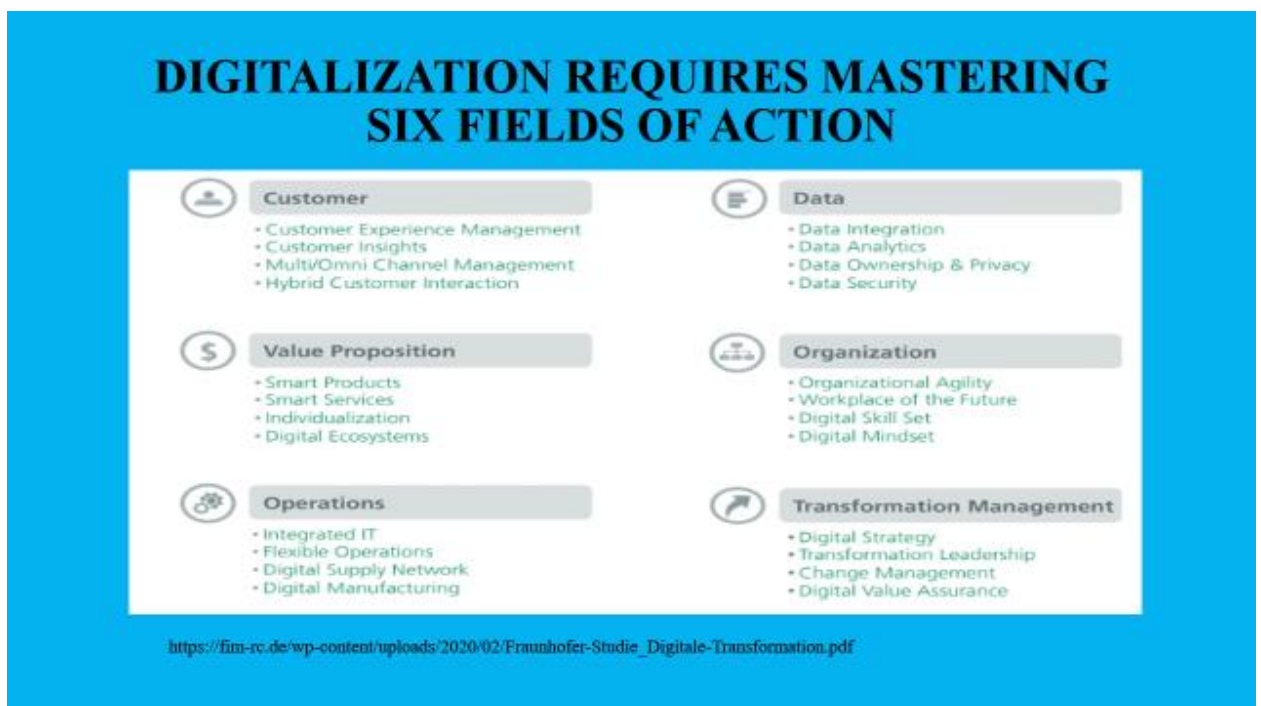 DIGITALIZATION REQUIRES MASTERING
SIX FIELDS OF ACTION
Customer
• Customer Experience Management
• Customer Insights
• Multi/Omni Channel Management
• Hybrid Customer Interaction
Value Proposition
• Smart Products
• Smart Services
• Individualization
• Digital Ecosystems
Operations
• Integrated IT
• Flexible Operations
• Digital Supply Network
• Digital Manufacturing
Data
• Data Integration
• Data Analytics
• Data Ownership & Privacy
• Data Security
Organization
• Organizational Agility
• Workplace of the Future
• Digital Skill Set
• Digital Mindset
Transformation Management
• Digital Strategy
• Transformation Leadership
• Change Management
• Digital Value Assurance
https://fim-rc.de/wp-content/uploads/2020/02/Fraunhofer-Studie_Digitale-Transformation.pdf